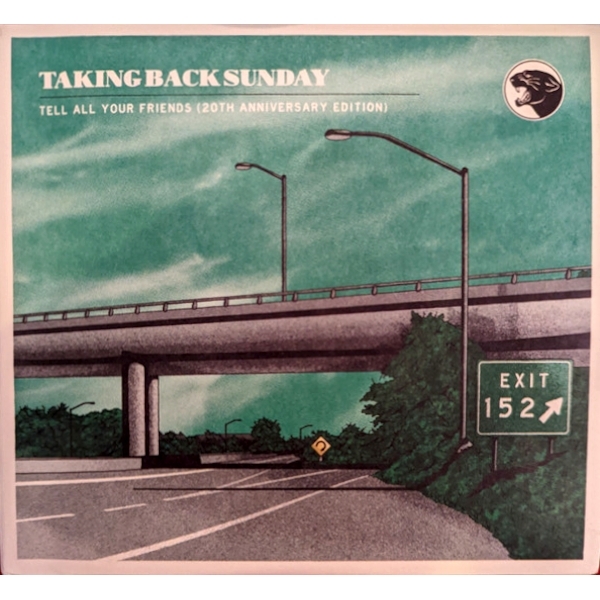 TAKING BACK SUNDAY
TELL ALL YOUR FRIENDS (20TH ANNIVERSARY EDITION)
EXIT
152